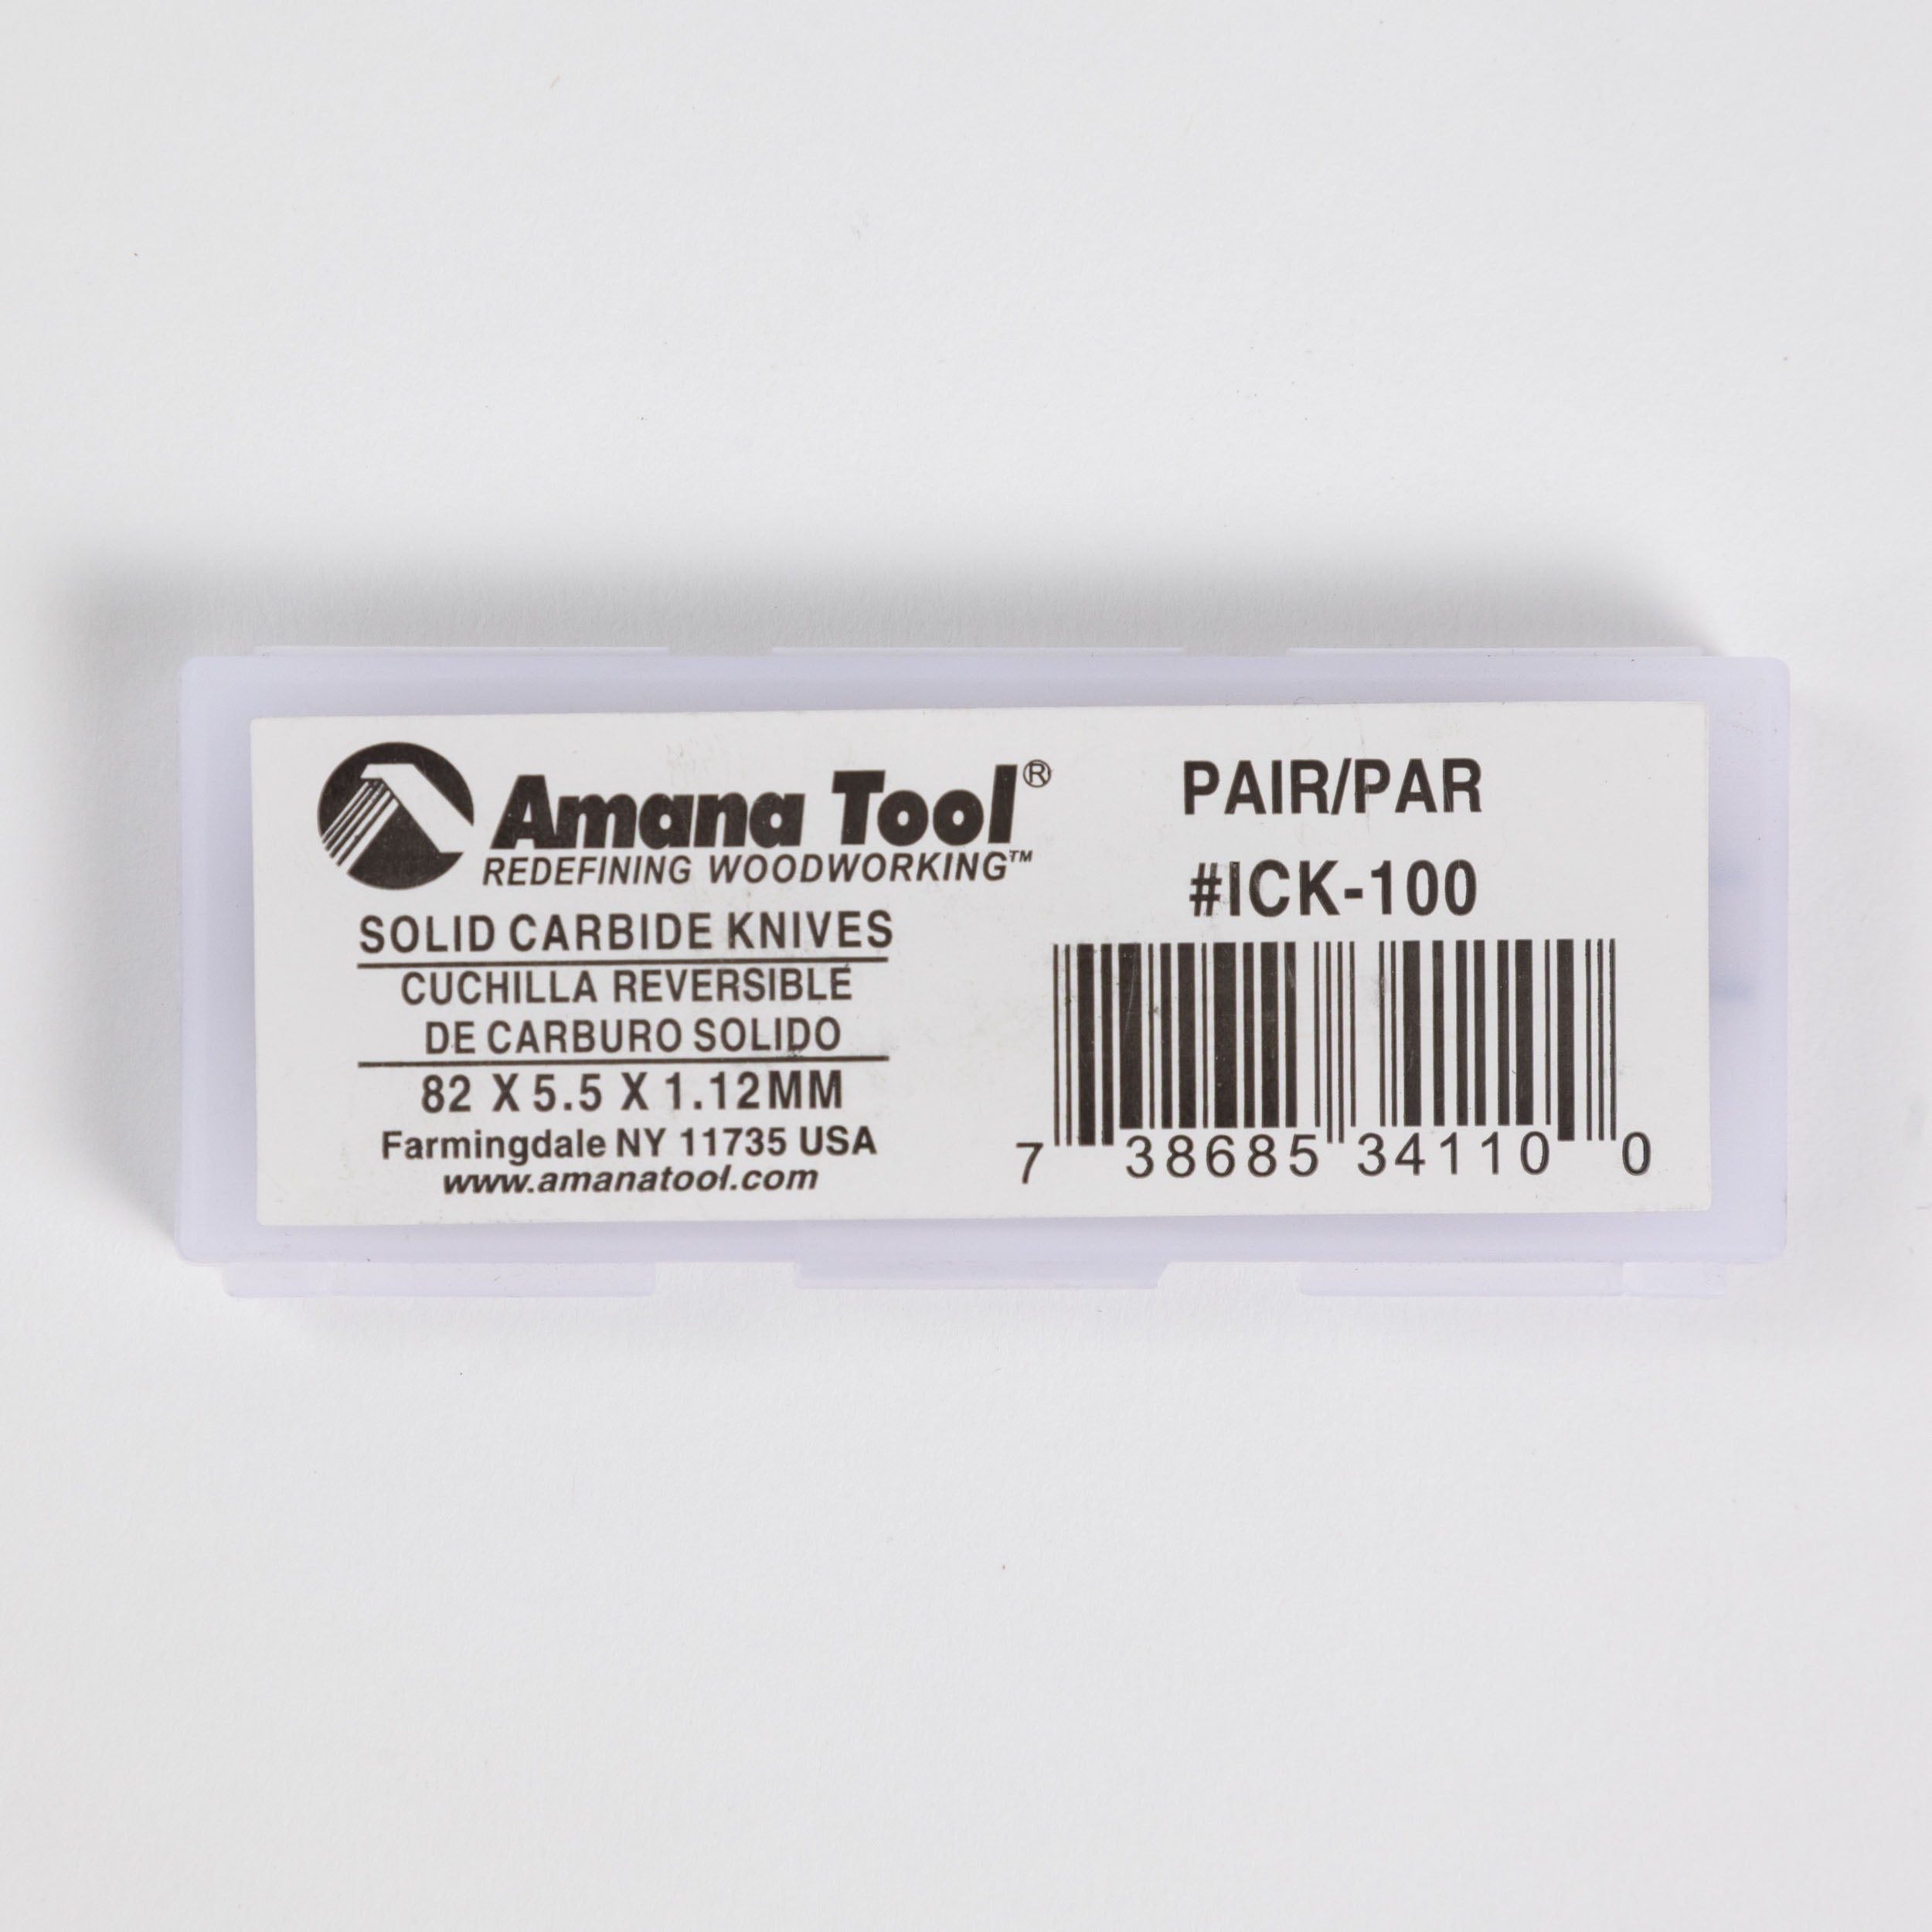 Amana Tool®
REDEFINING WOODWORKING™
SOLID CARBIDE KNIVES
CUCHILLA REVERSIBLE
DE CARBURO SOLIDO
82 X 5.5 X 1.12MM
Farmingdale NY 11735 USA
www.amanatool.com
PAIR/PAR
#ICK-100
7 38685 34110 0